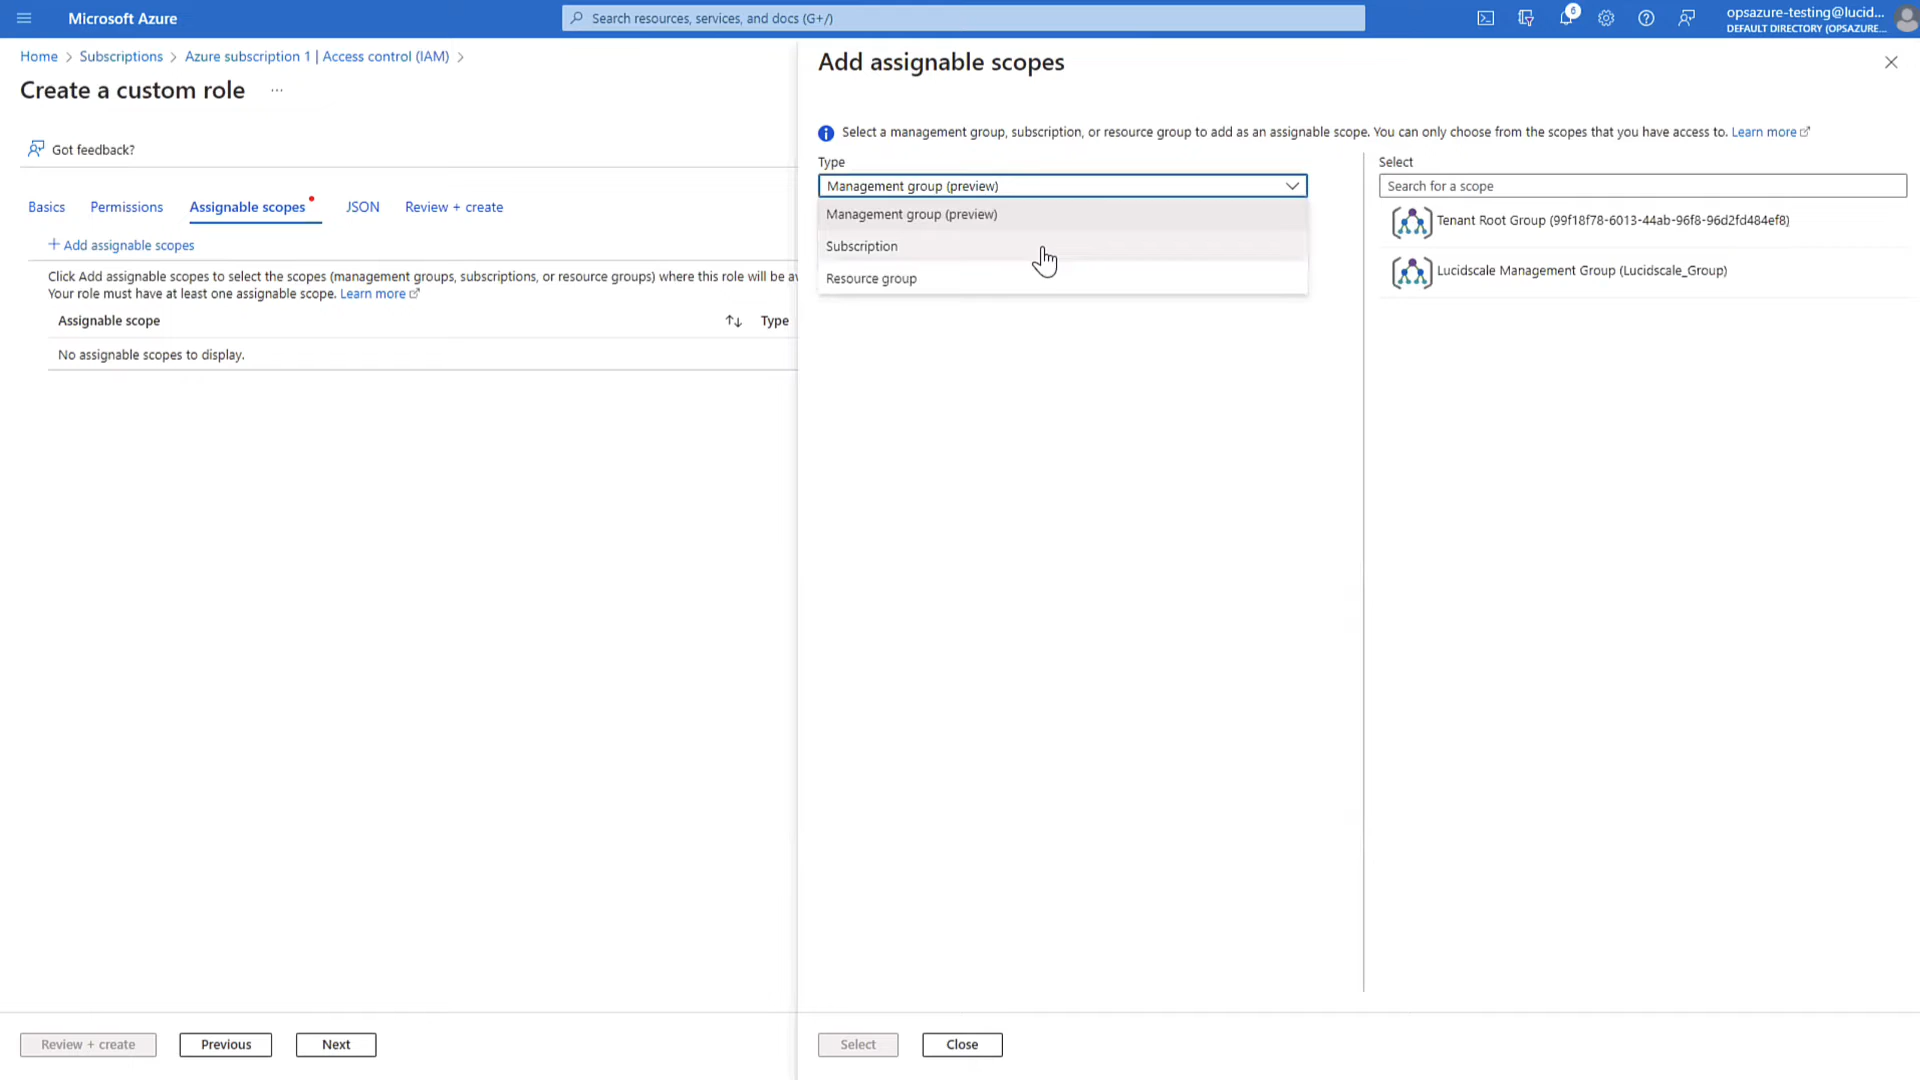 Microsoft Azure
Search resources, services, and docs (G+/)
6
opsazure-testing@lucid...
DEFAULT DIRECTORY (OPSAZURE...
Home > Subscriptions > Azure subscription 1 | Access control (IAM) >
Create a custom role ...
Got feedback?
Basics Permissions Assignable scopes JSON Review + create
+ Add assignable scopes
Click Add assignable scopes to select the scopes (management groups, subscriptions, or resource groups) where this role will be av
Your role must have at least one assignable scope. Learn more
Assignable scope Type
No assignable scopes to display.
Review + create Previous Next
Add assignable scopes
Select a management group, subscription, or resource group to add as an assignable scope. You can only choose from the scopes that you have access to. Learn more
Type
Management group (preview)
Management group (preview)
Subscription
Resource group
Select
Search for a scope
Tenant Root Group (99f18f78-6013-44ab-96f8-96d2fd484ef8)
Lucidscale Management Group (Lucidscale_Group)
Select Close